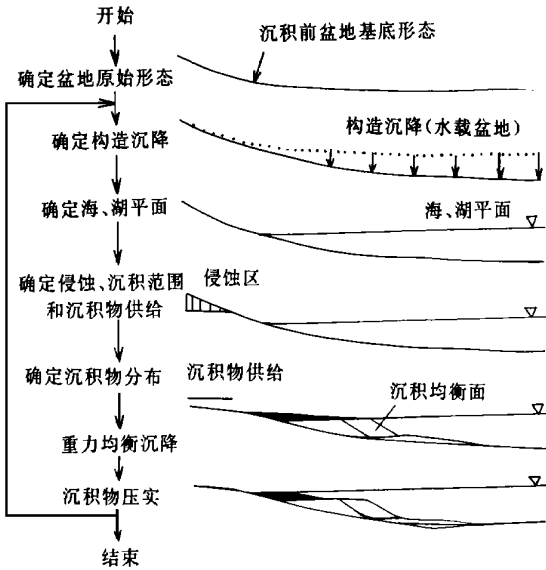 开始
沉积前盆地基底形态
确定盆地原始形态
构造沉降(水载盆地)
确定构造沉降
确定海、湖平面
海、湖平面
确定侵蚀、沉积范围
和沉积物供给
侵蚀区
确定沉积物分布
沉积物供给
沉积均衡面
重力均衡沉降
沉积物压实
结束